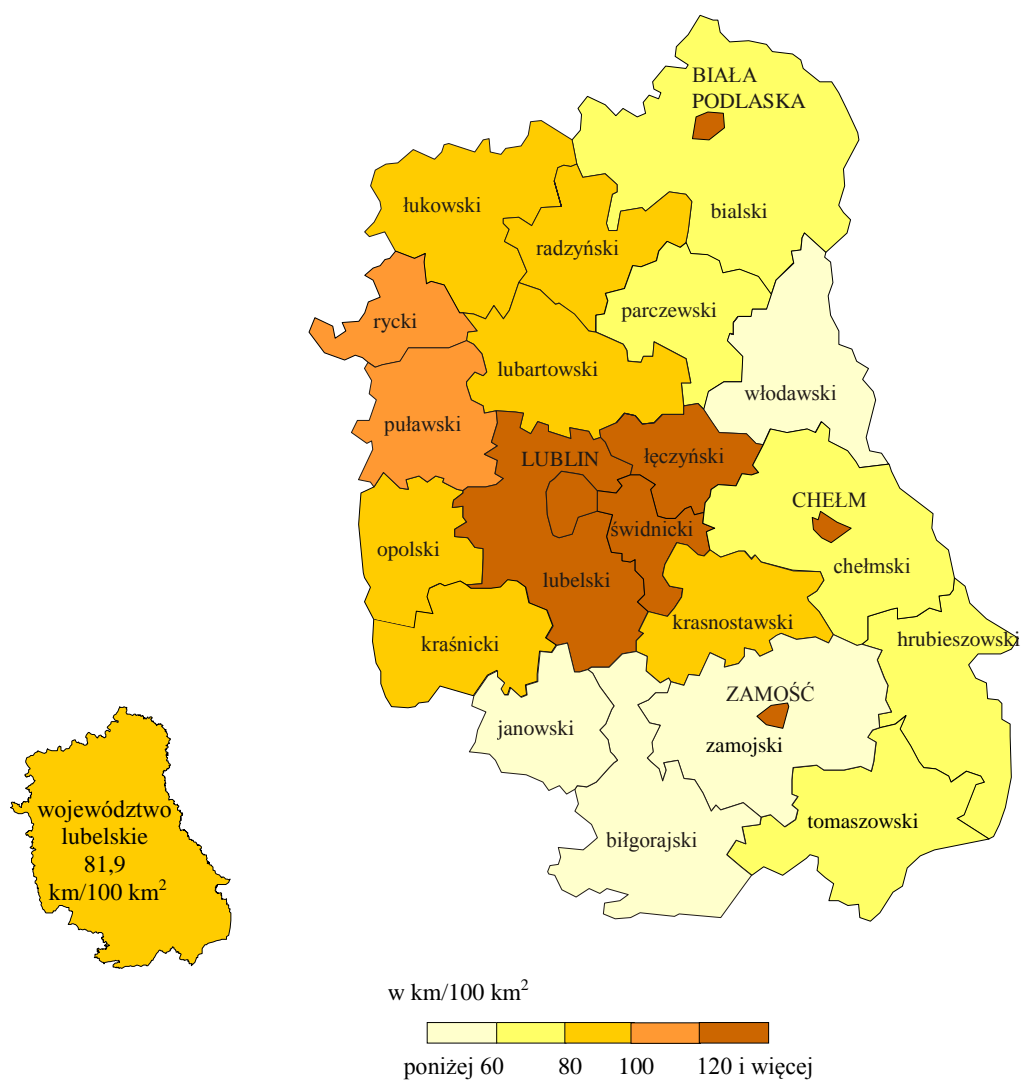 BIAŁA
PODLASKA
łukowski
bialski
radzyński
rycki
parczewski
lubartowski
włodawski
puławski
LUBLIN
łęczyński
CHEŁM
świdnicki
opolski
lubelski
chełmski
krasnostawski
hrubieszowski
kraśnicki
ZAMOŚĆ
janowski
zamojski
tomaszowski
biłgorajski
województwo
lubelskie
81,9
km/100 km²
w km/100 km²
poniżej 60 80 100 120 i więcej